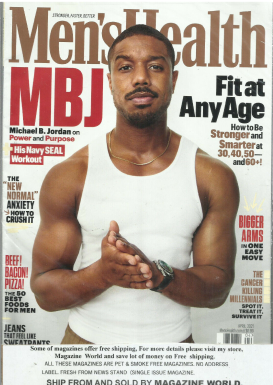 STRONGER, FASTER, BETTER
Men'sHealth
MBJ
Michael B. Jordan on
Power and Purpose
+His Navy SEAL
Workout
Fit at
Any Age
How to Be
Stronger and
Smarter at
30, 40, 50—
and 60+!
THE
"NEW
NORMAL"
ANXIETY
HOW TO
CRUSH IT
BIGGER
ARMS
IN ONE
EASY
MOVE
BEEF!
BACON!
PIZZA!
THE 50
BEST
FOODS
FOR MEN
THE
CANCER
KILLING
MILLENNIALS
SPOT IT,
TREAT IT,
SURVIVE IT
JEANS
THAT FEEL LIKE
SWEATPANTS
Some of magazines offer free shipping, For more details please visit my store,
Magazine World and save lot of money on Free shipping.
ALL THESE MAGAZINES ARE PET & SMOKE FREE MAGAZINES. NO ADDRESS
LABEL. FRESH FROM NEWS STAND (SINGLE ISSUE MAGAZINE.
SHIP FROM AND SOLD BY MAGAZINE WORLD.